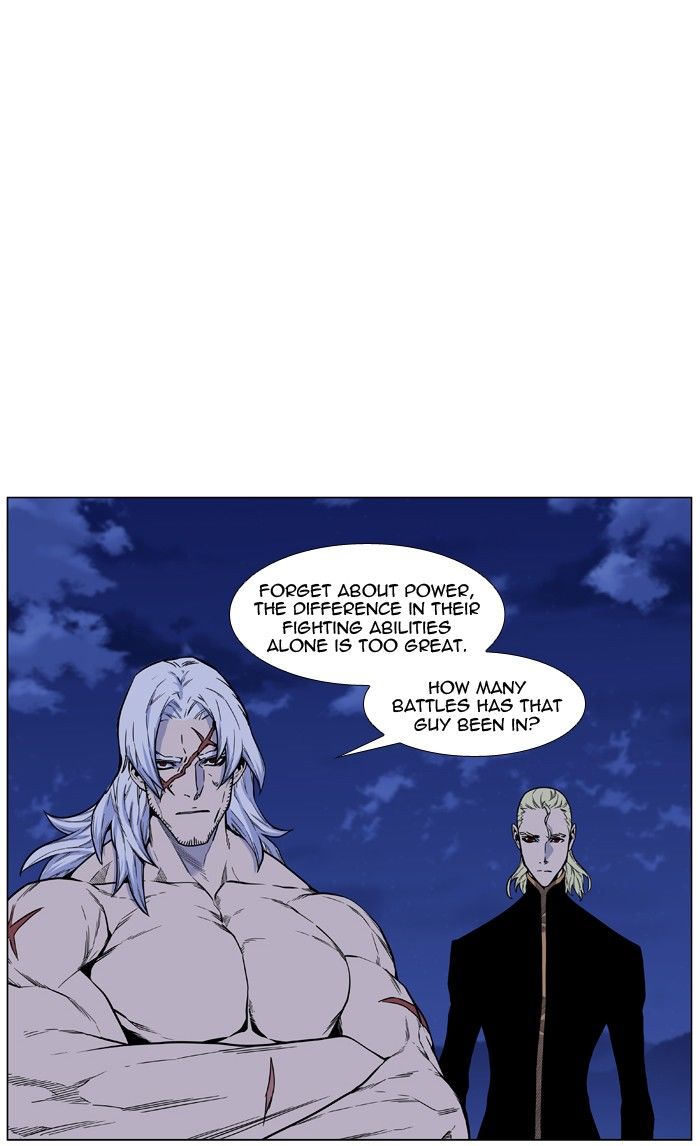 FORGET ABOUT POWER,
THE DIFFERENCE IN THEIR
FIGHTING ABILITIES
ALONE IS TOO GREAT.
HOW MANY
BATTLES HAS THAT
GUY BEEN IN?